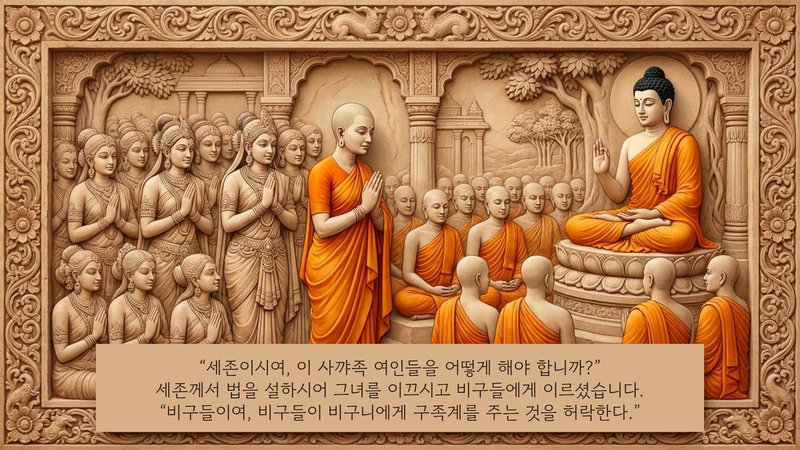 “세존이시여, 이 사꺄족 여인들을 어떻게 해야 합니까?”
세존께서 법을 설하시어 그녀를 이끄시고 비구들에게 이르셨습니다.
“비구들이여, 비구들이 비구니에게 구족계를 주는 것을 허락한다.”